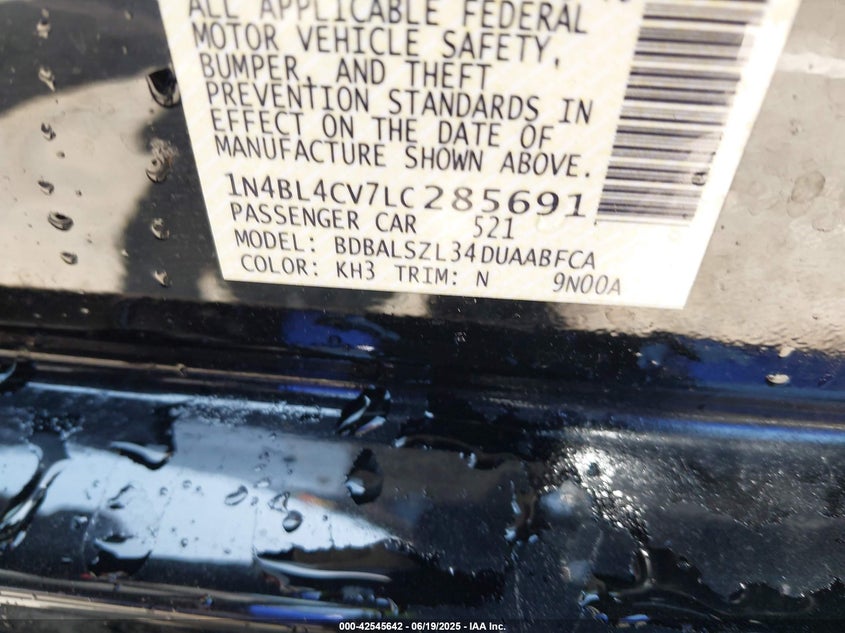 ALL APPLICABLE FEDERAL
MOTOR VEHICLE SAFETY,
BUMPER, AND THEFT
PREVENTION STANDARDS IN
EFFECT ON THE DATE OF
MANUFACTURE SHOWN ABOVE.
1N4BL4CV7LC285691
PASSENGER CAR 521
MODEL: BDBALSZL34DUAABFCA
COLOR: KH3 TRIM: N 9N00A
000-42545642 - 06/19/2025 - IAA Inc.